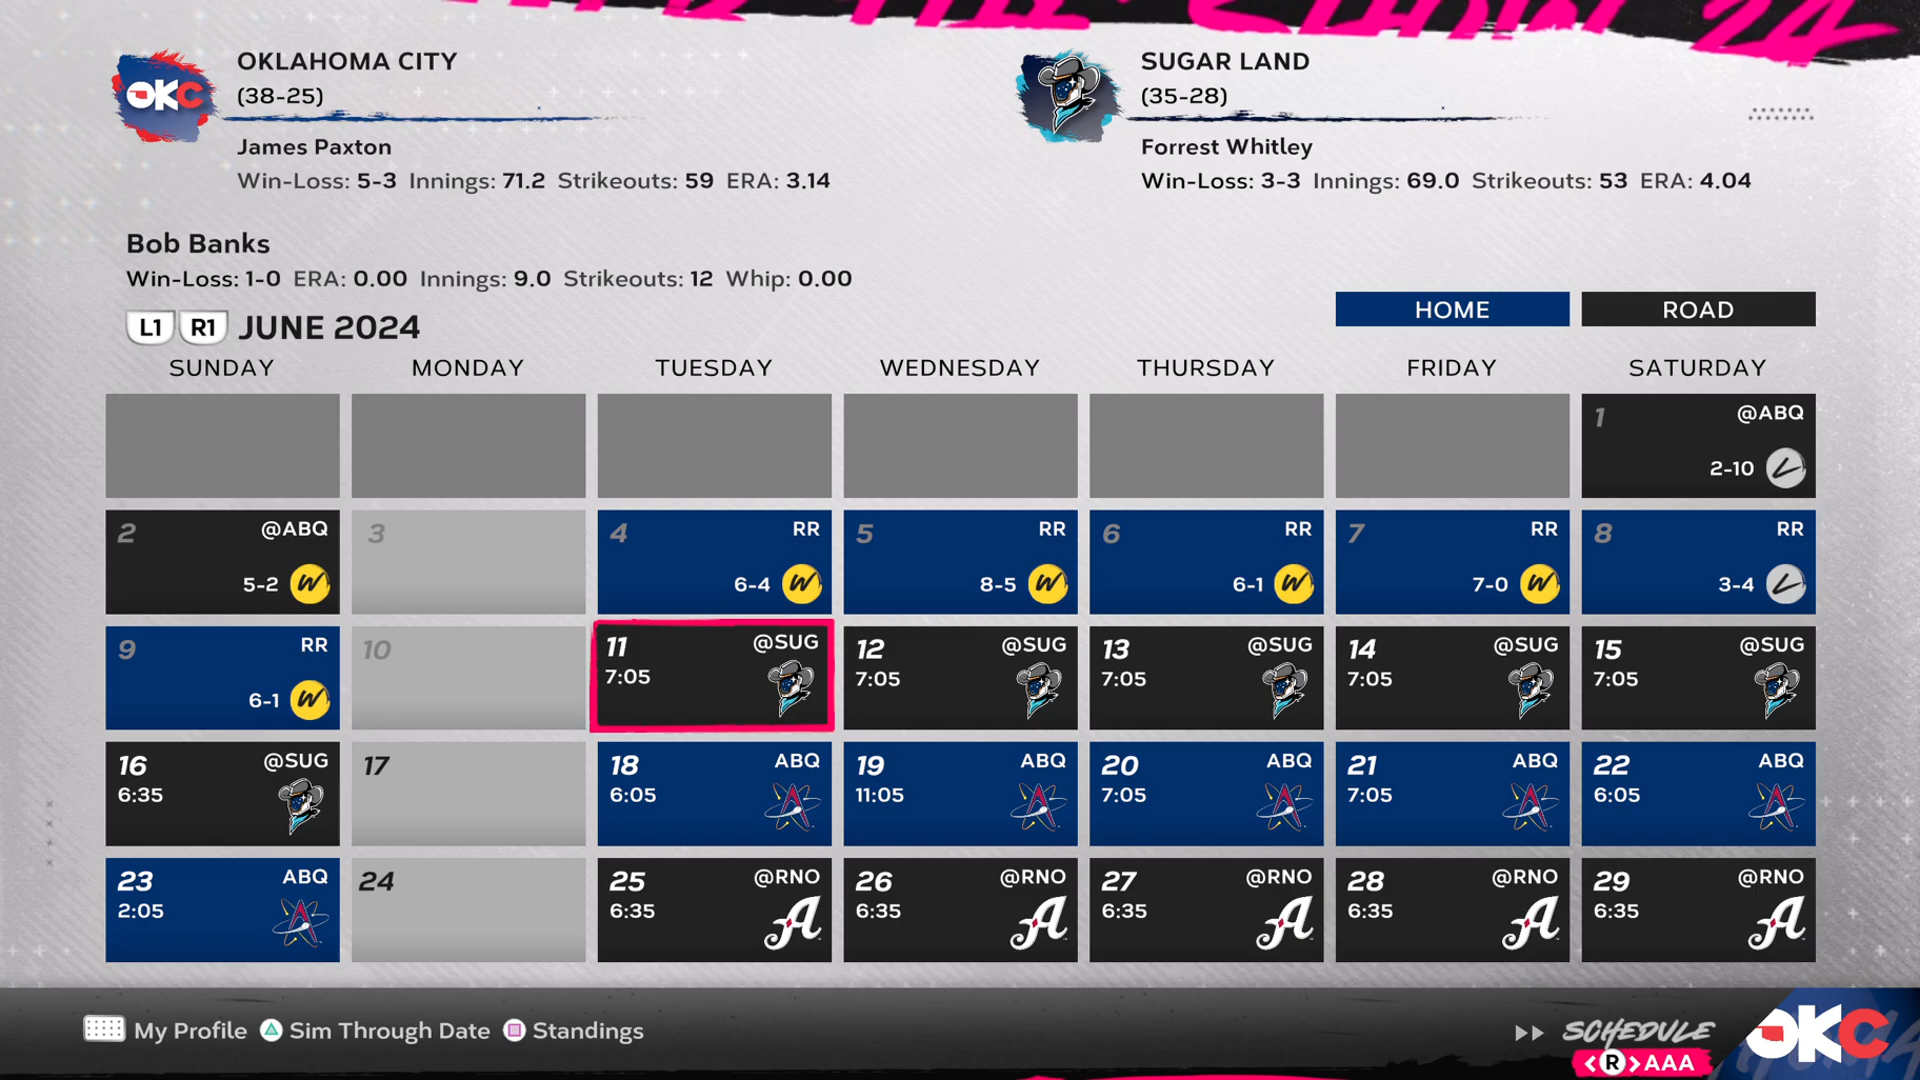 THE SHOW 24
OKC
OKLAHOMA CITY
(38-25)
James Paxton
Win-Loss: 5-3 Innings: 71.2 Strikeouts: 59 ERA: 3.14
SUGAR LAND
(35-28)
Forrest Whitley
Win-Loss: 3-3 Innings: 69.0 Strikeouts: 53 ERA: 4.04
Bob Banks
Win-Loss: 1-0 ERA: 0.00 Innings: 9.0 Strikeouts: 12 Whip: 0.00
L1 R1 JUNE 2024
HOME ROAD
SUNDAY MONDAY TUESDAY WEDNESDAY THURSDAY FRIDAY SATURDAY
1 @ABQ
2-10 L
2 @ABQ 3 4 RR 5 RR 6 RR 7 RR 8 RR
5-2 W 6-4 W 8-5 W 6-1 W 7-0 W 3-4 L
9 RR 10 11 @SUG 12 @SUG 13 @SUG 14 @SUG 15 @SUG
7:05 7:05 7:05 7:05 7:05
6-1 W
16 @SUG 17 18 ABQ 19 ABQ 20 ABQ 21 ABQ 22 ABQ
6:35 6:05 11:05 7:05 7:05 6:05
23 ABQ 24 25 @RNO 26 @RNO 27 @RNO 28 @RNO 29 @RNO
2:05 6:35 A 6:35 A 6:35 A 6:35 A 6:35 A
My Profile Sim Through Date Standings
SCHEDULE
<R>AAA
OKC